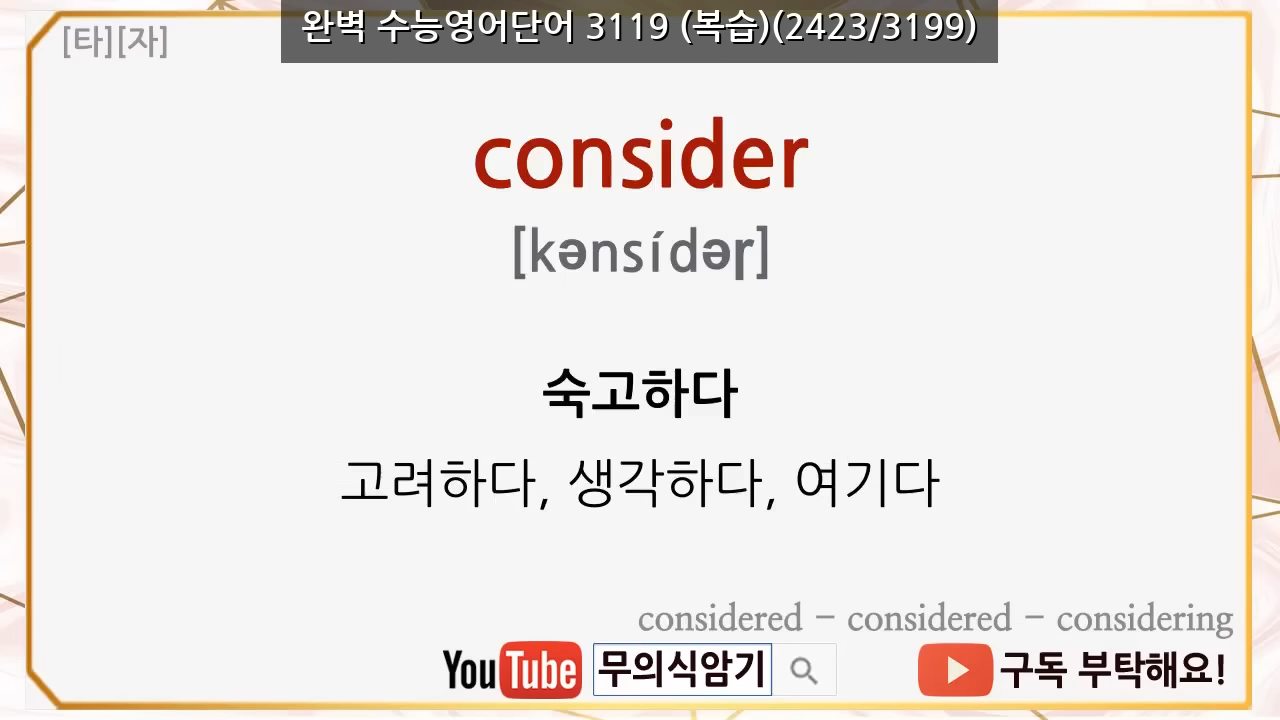 완벽 수능영어단어 3119 (복습)(2423/3199)
[타][자]
consider
[kənsídər]
숙고하다
고려하다, 생각하다, 여기다
considered - considered - considering
YouTube 무의식암기 구독 부탁해요!